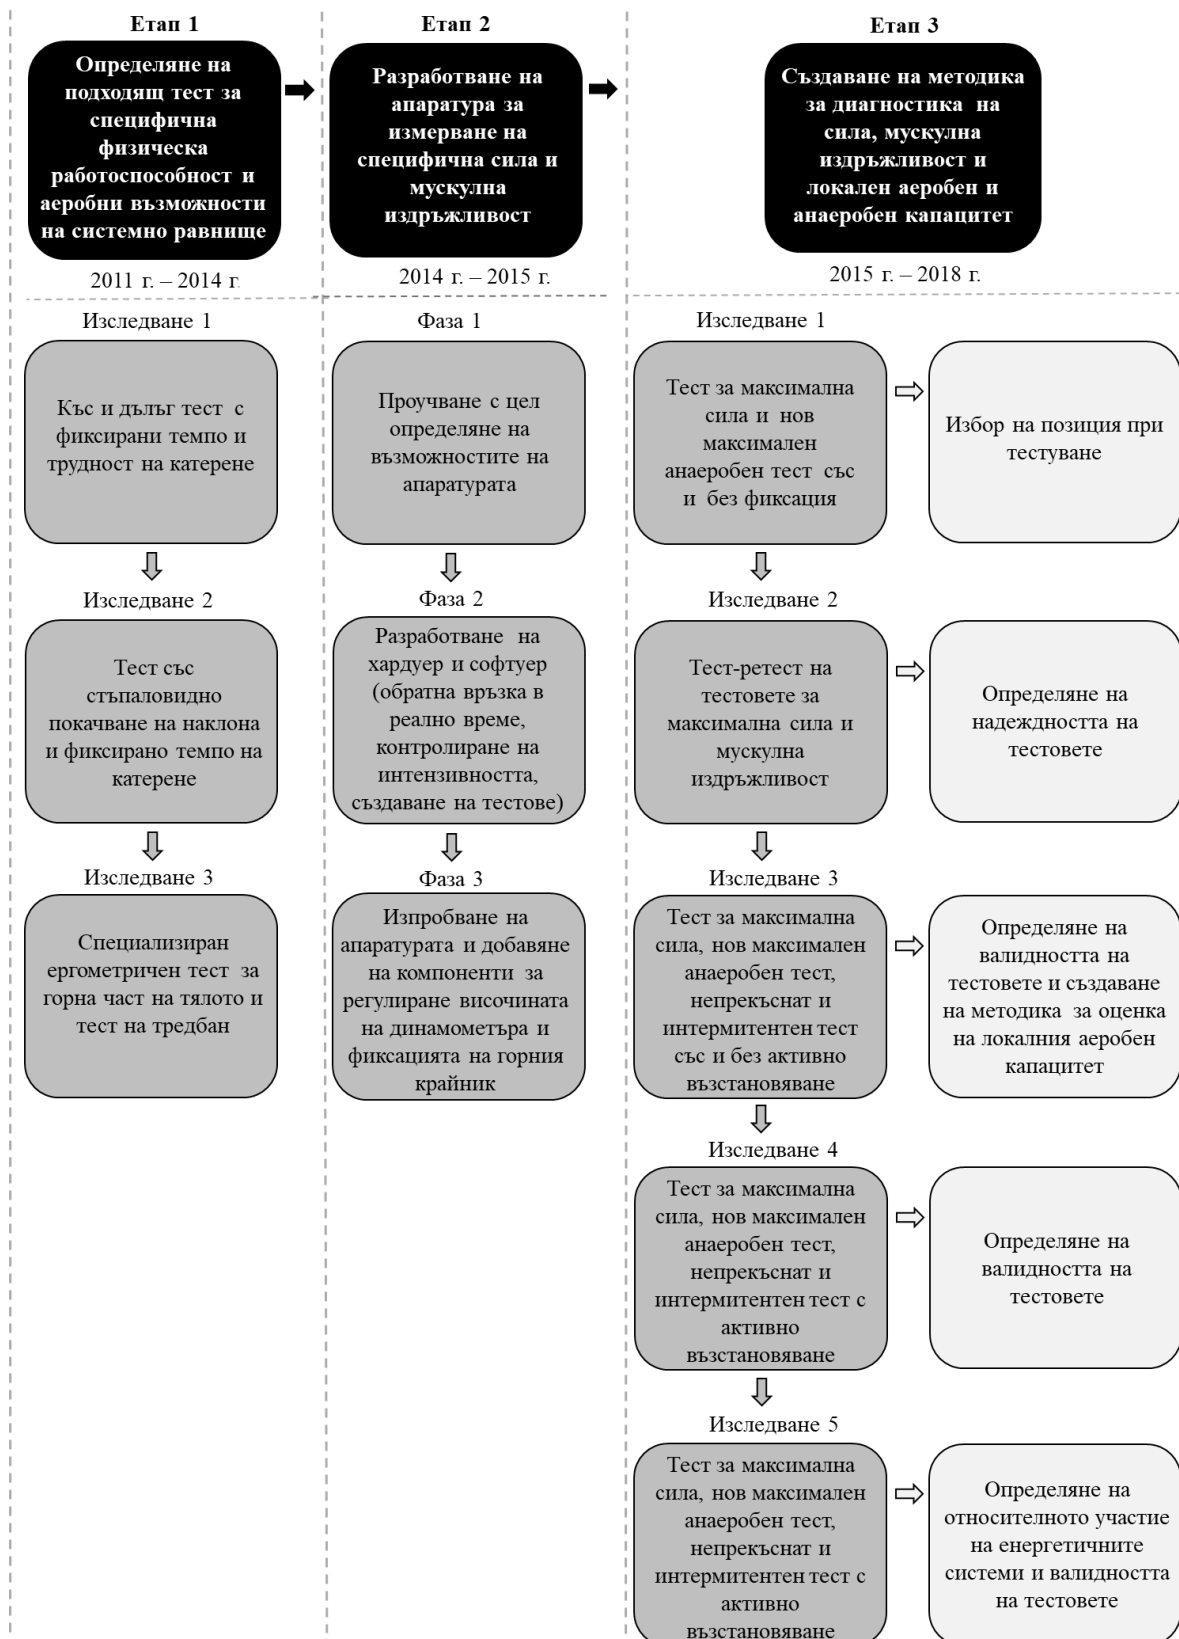 Етап 1
Определяне на
подходящ тест за
специфична
физическа
работоспособност и
аеробни възможности
на системно равнище
2011 г. – 2014 г.
Изследване 1
Къс и дълъг тест с
фиксирани темпо и
трудност на катерене
Изследване 2
Тест със
стъпаловидно
покачване на наклона
и фиксирано темпо на
катерене
Изследване 3
Специализиран
ергометричен тест за
горна част на тялото и
тест на тредбан
Етап 2
Разработване на
апаратура за
измерване на
специфична сила и
мускулна
издръжливост
2014 г. – 2015 г.
Фаза 1
Проучване с цел
определяне на
възможностите на
апаратурата
Фаза 2
Разработване на
хардуер и софтуер
(обратна връзка в
реално време,
контролиране на
интензивността,
създаване на тестове)
Фаза 3
Изпробване на
апаратурата и добавяне
на компоненти за
регулиране височината
на динамометъра и
фиксацията на горния
крайник
Етап 3
Създаване на методика
за диагностика на
сила, мускулна
издръжливост и
локален аеробен и
анаеробен капацитет
2015 г. – 2018 г.
Изследване 1
Тест за максимална
сила и нов
максимален
анаеробен тест със
и без фиксация
Избор на позиция при
тестуване
Изследване 2
Тест-ретест на
тестовете за
максимална сила и
мускулна
издръжливост
Определяне на
надеждността на
тестовете
Изследване 3
Тест за максимална
сила, нов максимален
анаеробен тест,
непрекъснат и
интермитентен тест
със и без активно
възстановяване
Определяне на
валидността на
тестовете и създаване
на методика за оценка
на локалния аеробен
капацитет
Изследване 4
Тест за максимална
сила, нов максимален
анаеробен тест,
непрекъснат и
интермитентен тест с
активно
възстановяване
Определяне на
валидността на
тестовете
Изследване 5
Тест за максимална
сила, нов максимален
анаеробен тест,
непрекъснат и
интермитентен тест с
активно
възстановяване
Определяне на
относителното участие
на енергетичните
системи и валидността
на тестовете